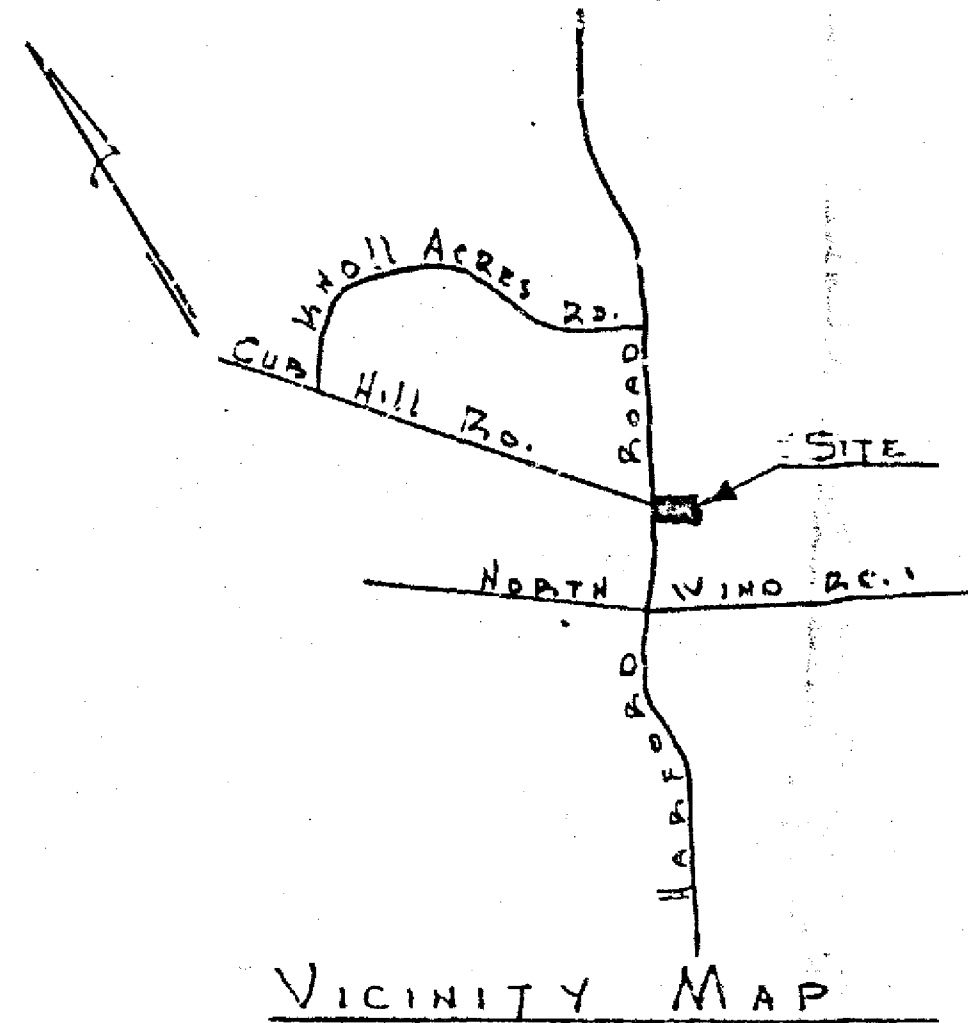 Knoll Acres Rd.
Cub Hill Rd.
Site
North Wind Rd.
Harford Road
Vicinity Map